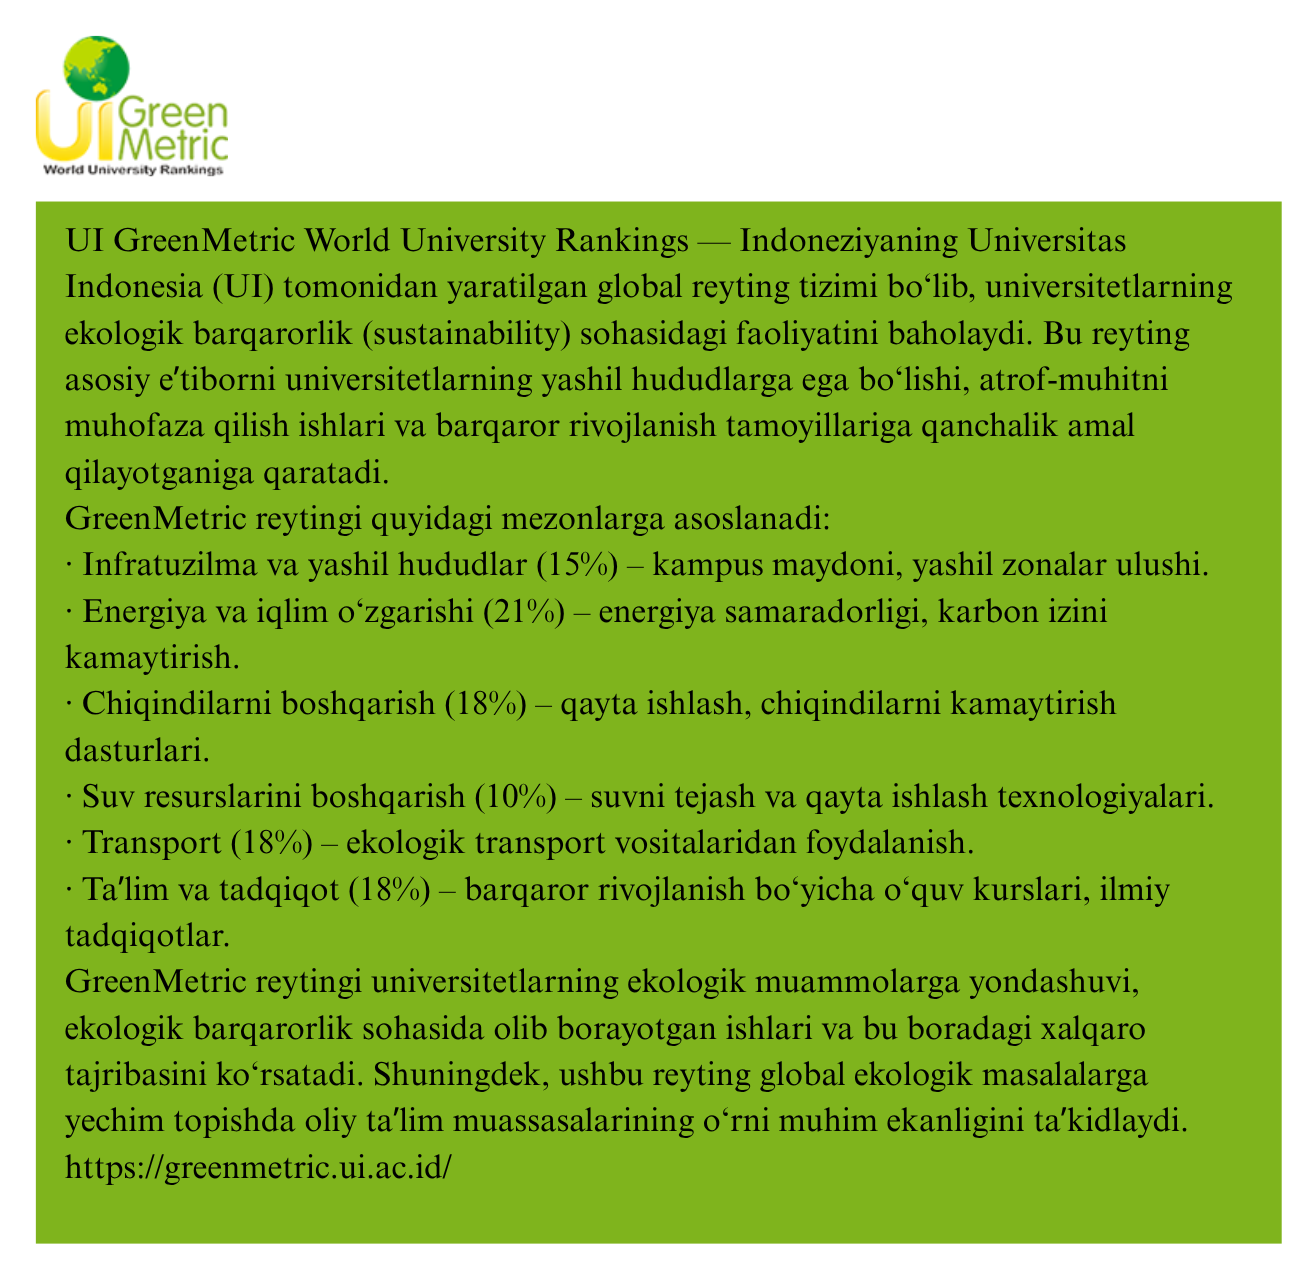 UI Green
Metric
World University Rankings
UI GreenMetric World University Rankings — Indoneziyaning Universitas
Indonesia (UI) tomonidan yaratilgan global reyting tizimi bo‘lib, universitetlarning
ekologik barqarorlik (sustainability) sohasidagi faoliyatini baholaydi. Bu reyting
asosiy e'tiborni universitetlarning yashil hududlarga ega bo‘lishi, atrof-muhitni
muhofaza qilish ishlari va barqaror rivojlanish tamoyillariga qanchalik amal
qilayotganiga qaratadi.
GreenMetric reytingi quyidagi mezonlarga asoslanadi:
· Infratuzilma va yashil hududlar (15%) – kampus maydoni, yashil zonalar ulushi.
· Energiya va iqlim o‘zgarishi (21%) – energiya samaradorligi, karbon izini
kamaytirish.
· Chiqindilarni boshqarish (18%) – qayta ishlash, chiqindilarni kamaytirish
dasturlari.
· Suv resurslarini boshqarish (10%) – suvni tejash va qayta ishlash texnologiyalari.
· Transport (18%) – ekologik transport vositalaridan foydalanish.
· Ta'lim va tadqiqot (18%) – barqaror rivojlanish bo‘yicha o‘quv kurslari, ilmiy
tadqiqotlar.
GreenMetric reytingi universitetlarning ekologik muammolarga yondashuvi,
ekologik barqarorlik sohasida olib borayotgan ishlari va bu boradagi xalqaro
tajribasini ko‘rsatadi. Shuningdek, ushbu reyting global ekologik masalalarga
yechim topishda oliy ta'lim muassasalarining o‘rni muhim ekanligini ta'kidlaydi.
https://greenmetric.ui.ac.id/